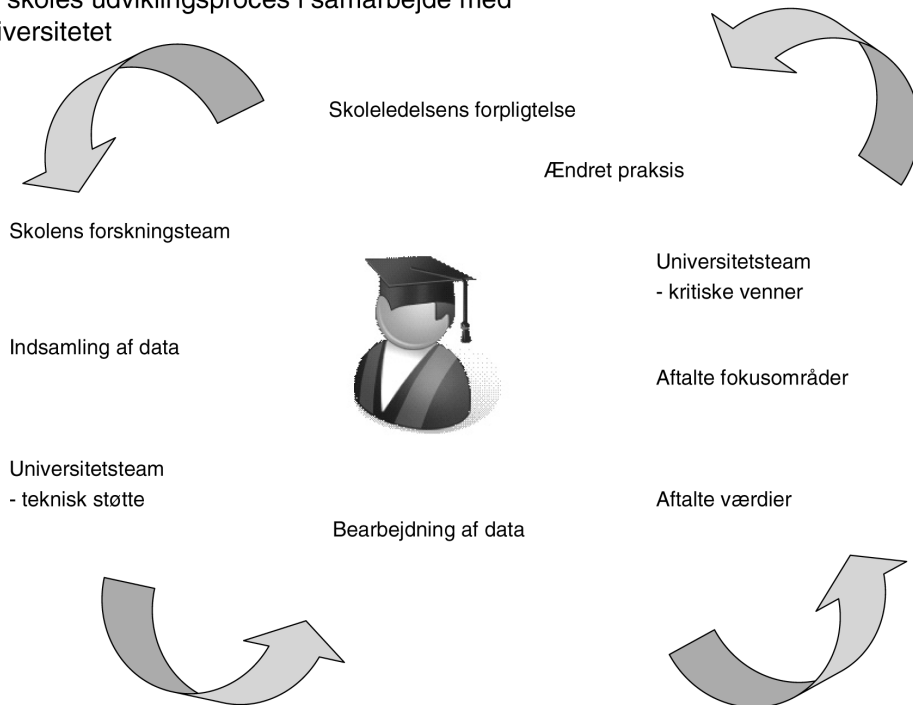 skoles udviklingsproces i samarbejde med
iversitetet
Skoleledelsens forpligtelse
Ændret praksis
Skolens forskningsteam
Universitetsteam
- kritiske venner
Indsamling af data
Aftalte fokusområder
Universitetsteam
- teknisk støtte
Aftalte værdier
Bearbejdning af data